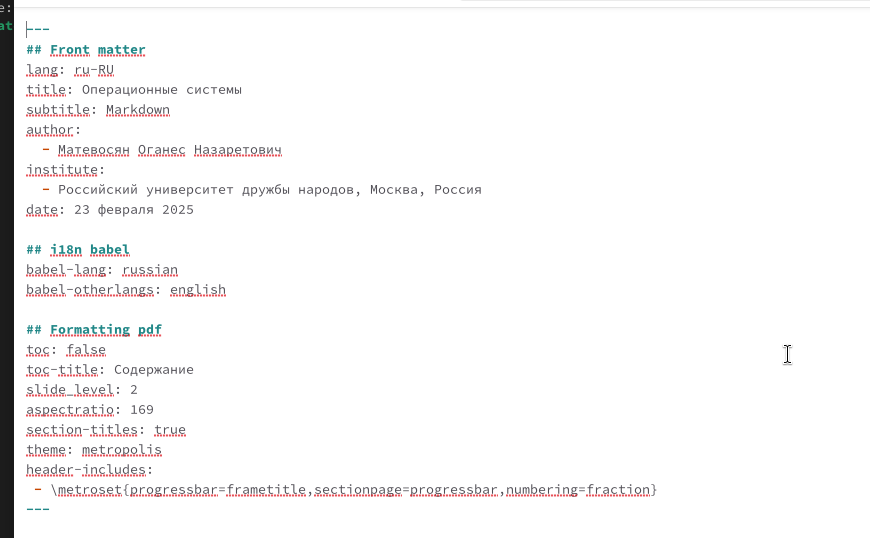 e:
at
---
## Front matter
lang: ru-RU
title: Операционные системы
subtitle: Markdown
author:
  - Матевосян Оганес Назаретович
institute:
  - Российский университет дружбы народов, Москва, Россия
date: 23 февраля 2025

## i18n babel
babel-lang: russian
babel-otherlangs: english

## Formatting pdf
toc: false
toc-title: Содержание
slide_level: 2
aspectratio: 169
section-titles: true
theme: metropolis
header-includes:
 - \metroset{progressbar=frametitle,sectionpage=progressbar,numbering=fraction}
---